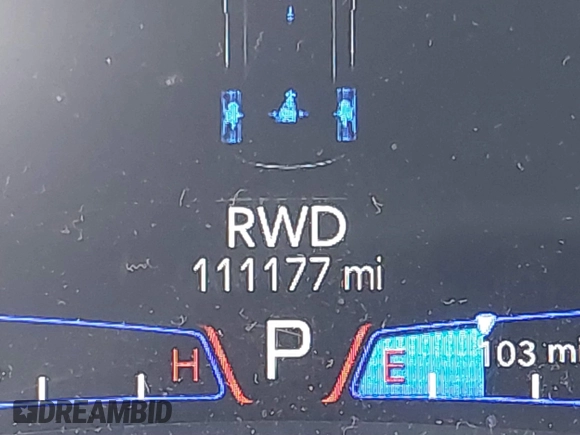 RWD
111177 mi
H P E 103 mi
DREAMBID